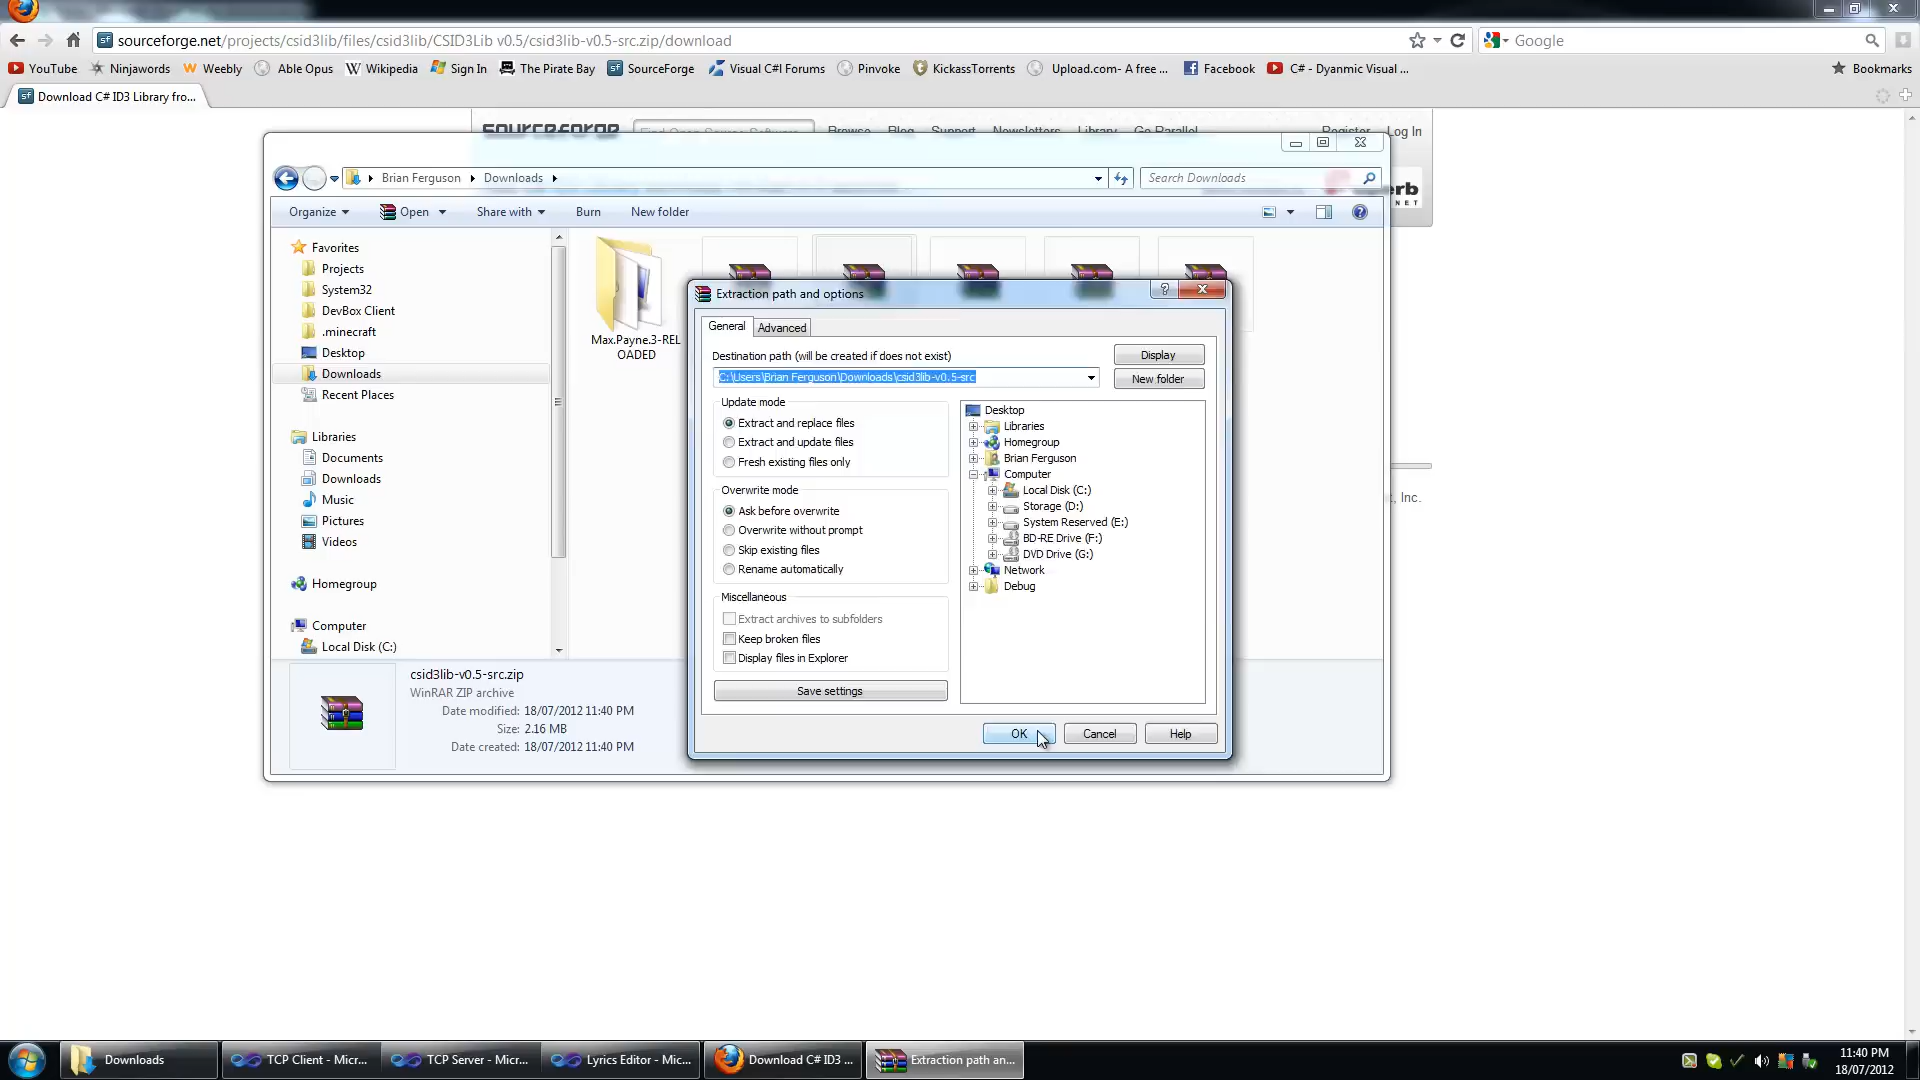 sourceforge.net/projects/csid3lib/files/csid3lib/CSID3Lib v0.5/csid3lib-v0.5-src.zip/download
Google
YouTube Ninjawords Weebly Able Opus Wikipedia Sign In The Pirate Bay SourceForge Visual C#I Forums Pinvoke KickassTorrents Upload.com- A free ... Facebook C# - Dyanmic Visual ... Bookmarks
Download C# ID3 Library fro...
sourceforge Find Open Source Software Browse Blog Support Newsletters Library Go Parallel Register Log In
Brian Ferguson Downloads
Search Downloads
erb
NET
Organize Open Share with Burn New folder
Favorites
Projects
System32
DevBox Client
.minecraft
Desktop
Downloads
Recent Places
Libraries
Documents
Downloads
Music
Pictures
Videos
Homegroup
Computer
Local Disk (C:)
Max.Payne.3-REL
OADED
Extraction path and options
General Advanced
Destination path (will be created if does not exist)
Display
C:\Users\Brian Ferguson\Downloads\csid3lib-v0.5-src
New folder
Update mode
Extract and replace files
Extract and update files
Fresh existing files only
Overwrite mode
Ask before overwrite
Overwrite without prompt
Skip existing files
Rename automatically
Miscellaneous
Extract archives to subfolders
Keep broken files
Display files in Explorer
Save settings
Desktop
Libraries
Homegroup
Brian Ferguson
Computer
Local Disk (C:)
Storage (D:)
System Reserved (E:)
BD-RE Drive (F:)
DVD Drive (G:)
Network
Debug
OK Cancel Help
t, Inc.
csid3lib-v0.5-src.zip
WinRAR ZIP archive
Date modified: 18/07/2012 11:40 PM
Size: 2.16 MB
Date created: 18/07/2012 11:40 PM
Downloads TCP Client - Micr... TCP Server - Micr... Lyrics Editor - Mic... Download C# ID3 ... Extraction path an...
11:40 PM
18/07/2012